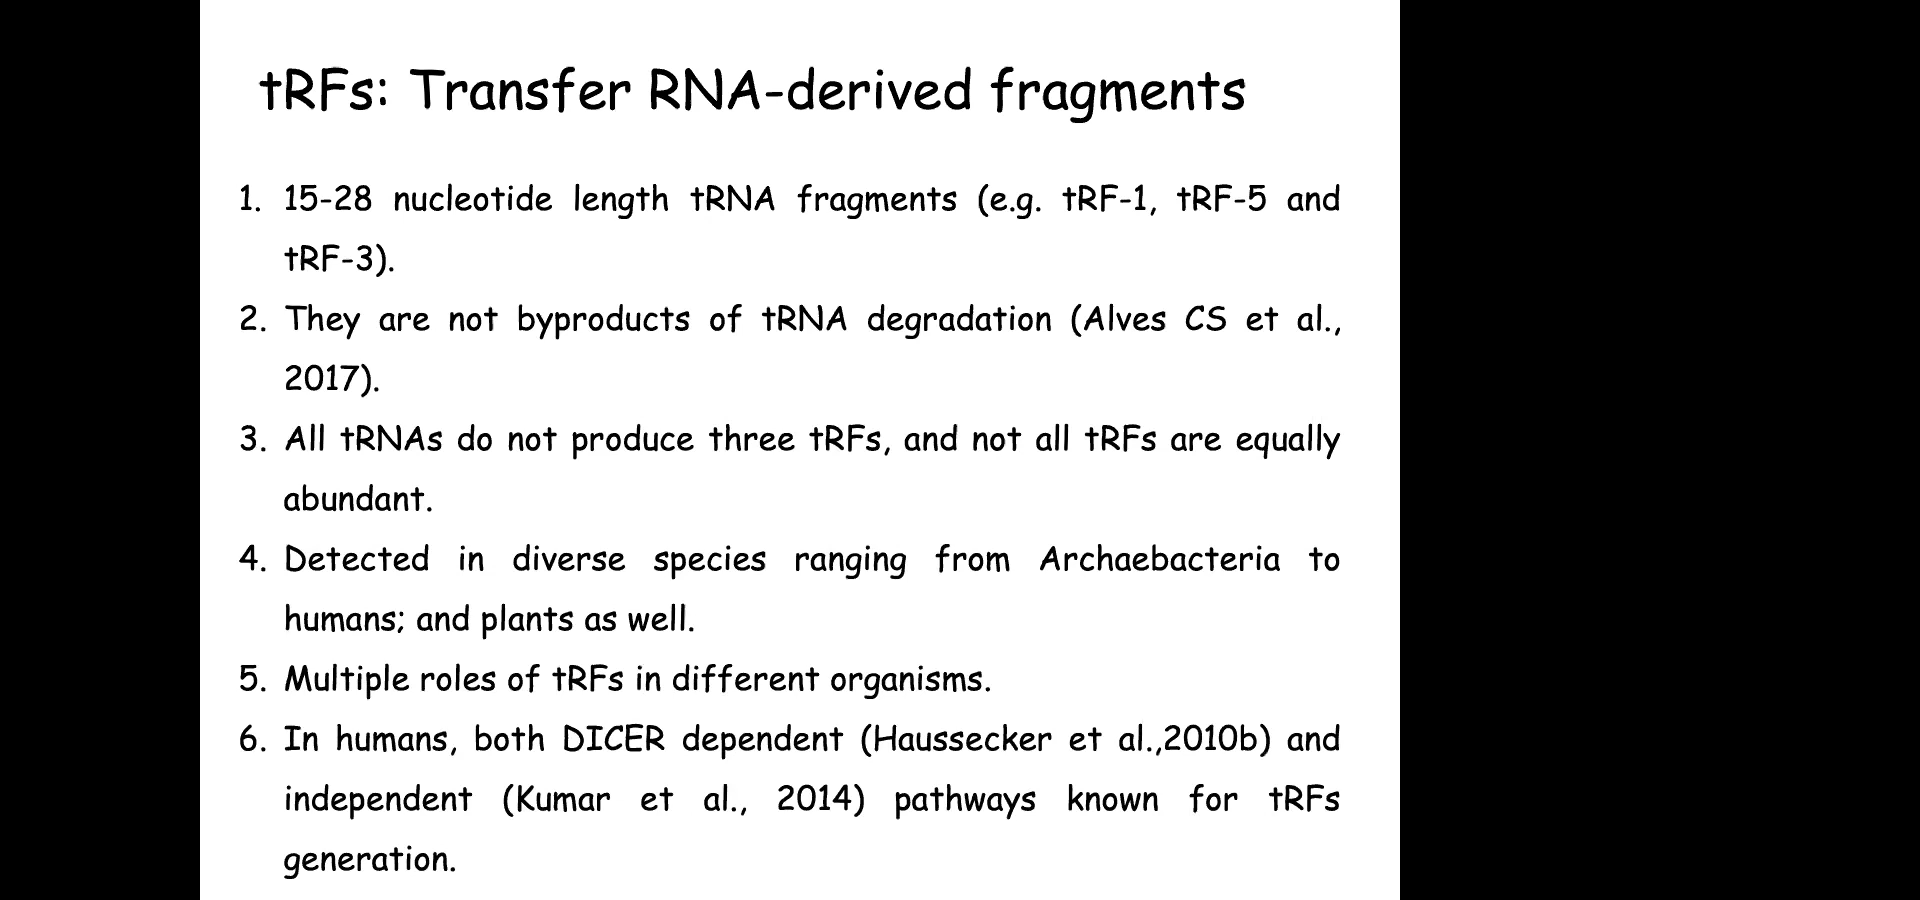 tRFs: Transfer RNA-derived fragments
1. 15-28 nucleotide length tRNA fragments (e.g. tRF-1, tRF-5 and
tRF-3).
2. They are not byproducts of tRNA degradation (Alves CS et al.,
2017).
3. All tRNAs do not produce three tRFs, and not all tRFs are equally
abundant.
4. Detected in diverse species ranging from Archaebacteria to
humans; and plants as well.
5. Multiple roles of tRFs in different organisms.
6. In humans, both DICER dependent (Haussecker et al.,2010b) and
independent (Kumar et al., 2014) pathways known for tRFs
generation.